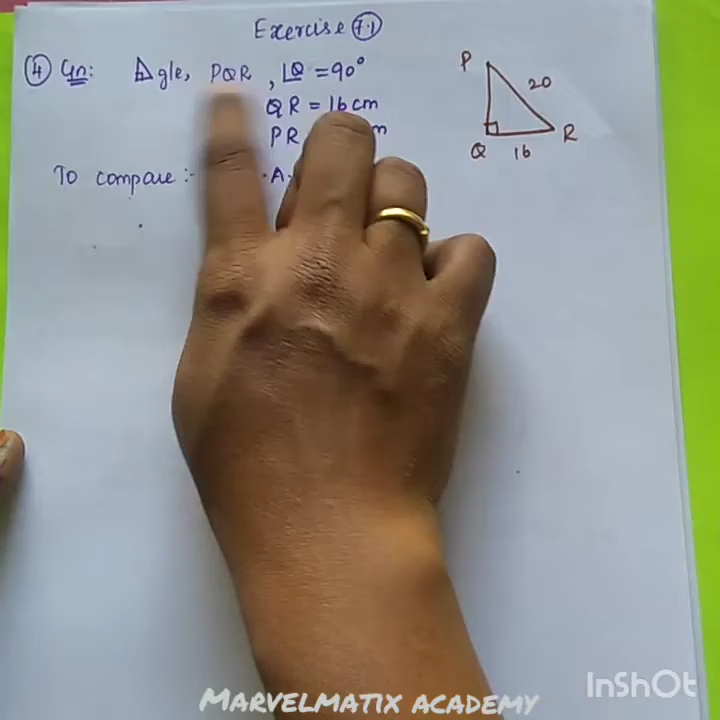 Exercise 7.1
4 Gn: Δgle, PQR, ∠Q = 90°
QR = 16 cm
PR
To compare :- .A.
P
20
Q 16 R
InShOt
MARVELMATIX ACADEMY